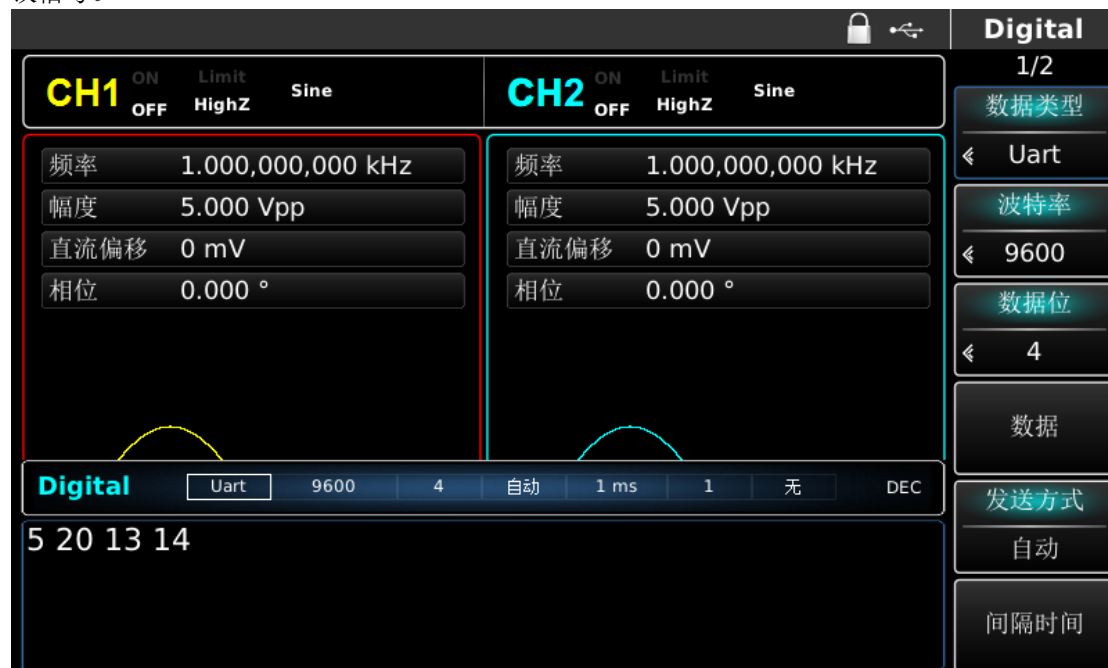 Digital
1/2
CH1 ON OFF Limit HighZ Sine
CH2 ON OFF Limit HighZ Sine
频率 1.000,000,000 kHz
幅度 5.000 Vpp
直流偏移 0 mV
相位 0.000 °
频率 1.000,000,000 kHz
幅度 5.000 Vpp
直流偏移 0 mV
相位 0.000 °
数据类型
Uart
波特率
9600
数据位
4
数据
发送方式
自动
间隔时间
Digital Uart 9600 4 自动 1 ms 1 无 DEC
5 20 13 14